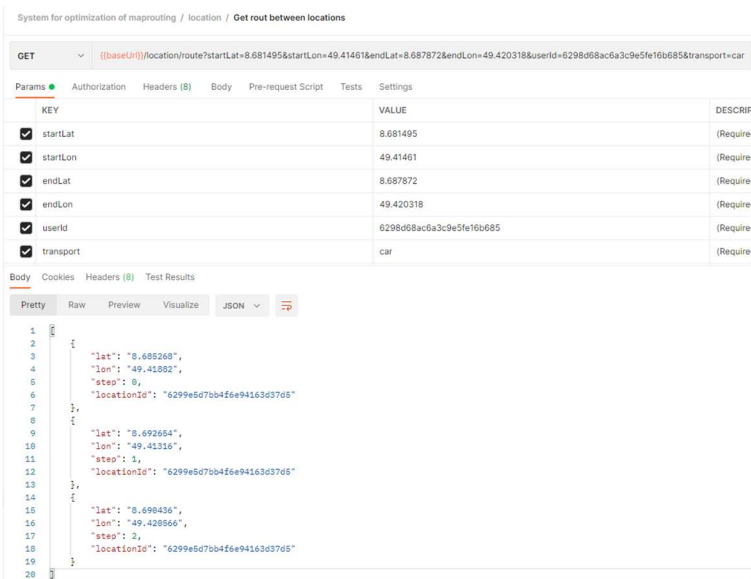 System for optimization of maprouting / location / Get rout between locations
GET {{baseUrl}}/location/route?startLat=8.681495&startLon=49.41461&endLat=8.687872&endLon=49.420318&userId=6298d68ac6a3c9e5fe16b685&transport=car
Params Authorization Headers (8) Body Pre-request Script Tests Settings
KEY VALUE DESCRIP
startLat 8.681495 (Require
startLon 49.41461 (Require
endLat 8.687872 (Require
endLon 49.420318 (Require
userId 6298d68ac6a3c9e5fe16b685 (Require
transport car (Require
Body Cookies Headers (8) Test Results
Pretty Raw Preview Visualize JSON
1 [
2 {
3 "lat": "8.685268",
4 "lon": "49.41882",
5 "step": 0,
6 "locationId": "6299e5d7bb4f6e94163d37d5"
7 },
8 {
9 "lat": "8.692654",
10 "lon": "49.41316",
11 "step": 1,
12 "locationId": "6299e5d7bb4f6e94163d37d5"
13 },
14 {
15 "lat": "8.690436",
16 "lon": "49.420566",
17 "step": 2,
18 "locationId": "6299e5d7bb4f6e94163d37d5"
19 }
20 ]